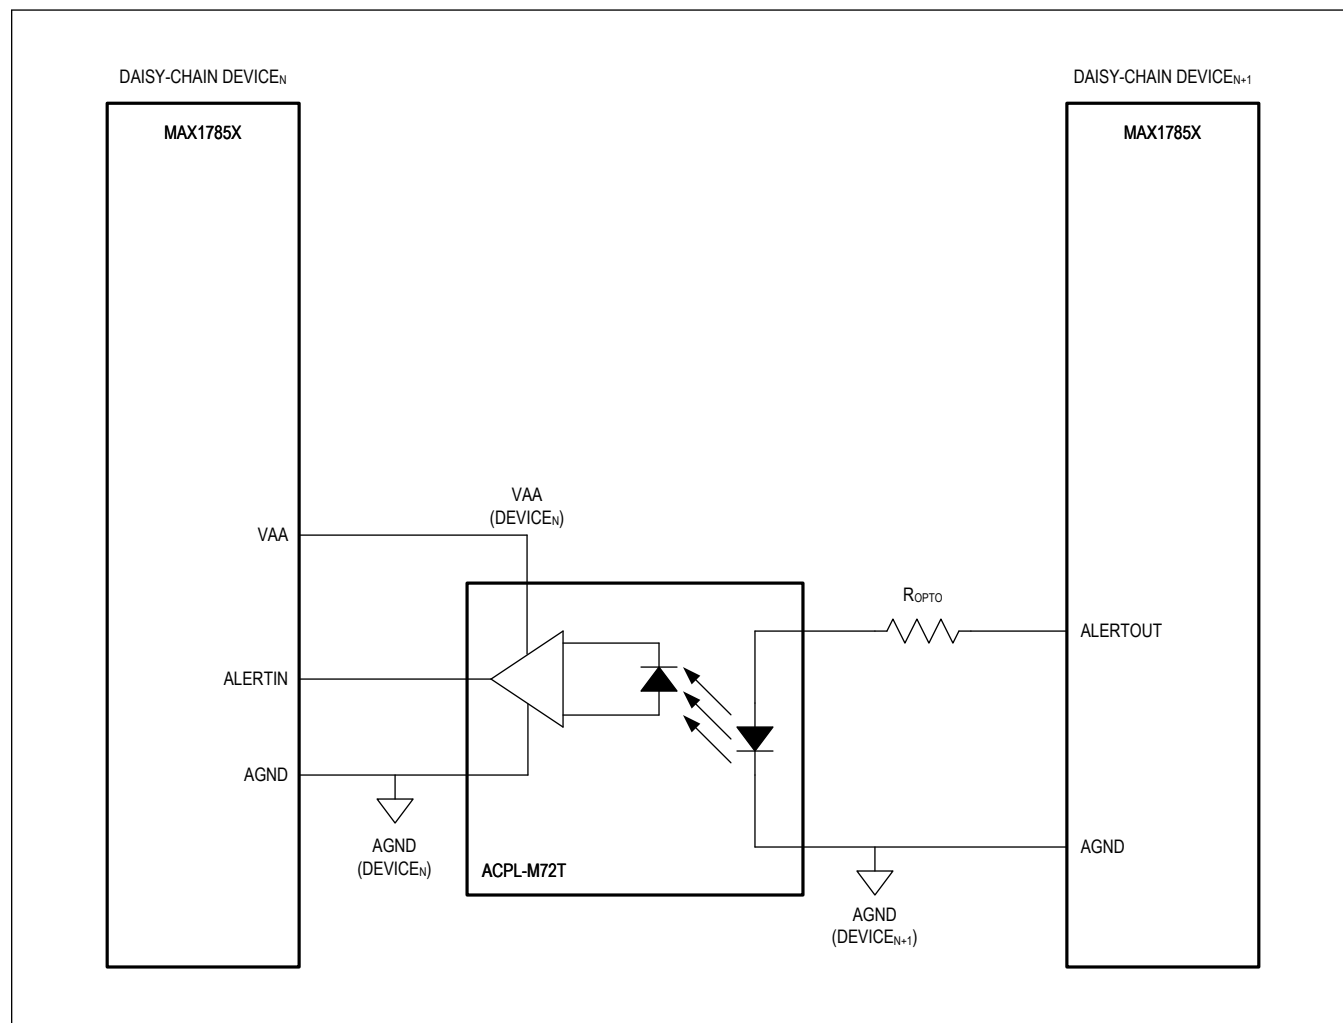 DAISY-CHAIN DEVICEN
DAISY-CHAIN DEVICEN+1
MAX1785X
MAX1785X
VAA
(DEVICEN)
VAA
ROPTO
ALERTOUT
ALERTIN
AGND
AGND
(DEVICEN)
ACPL-M72T
AGND
AGND
(DEVICEN+1)